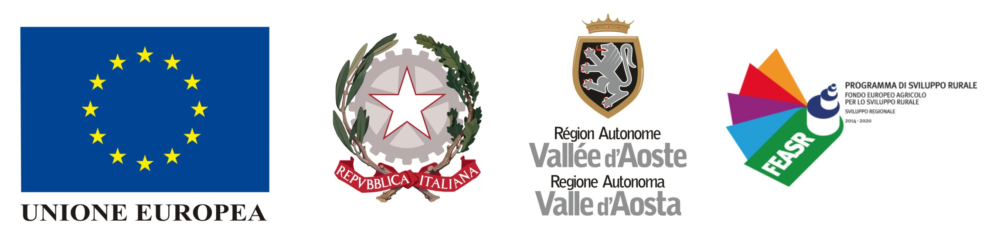 UNIONE EUROPEA
REPVBBLICA ITALIANA
Région Autonome
Vallée d'Aoste
Regione Autonoma
Valle d'Aosta
FEASR
PROGRAMMA DI SVILUPPO RURALE
FONDO EUROPEO AGRICOLO
PER LO SVILUPPO RURALE
SVILUPPO REGIONALE
2014 · 2020